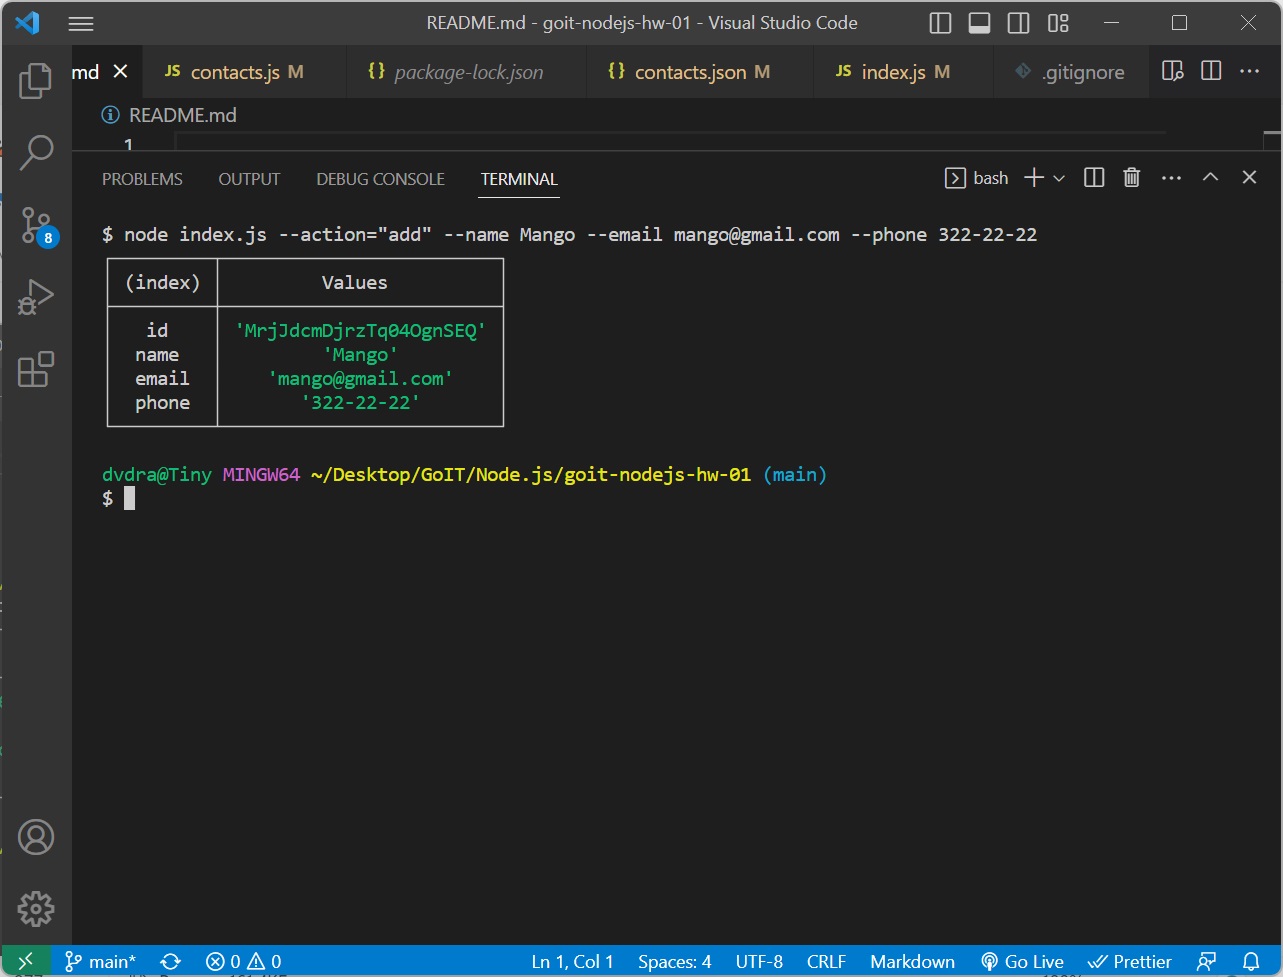 README.md - goit-nodejs-hw-01 - Visual Studio Code
md JS contacts.js M {} package-lock.json {} contacts.json M JS index.js M .gitignore
README.md
1
PROBLEMS OUTPUT DEBUG CONSOLE TERMINAL bash
$ node index.js --action="add" --name Mango --email mango@gmail.com --phone 322-22-22
(index) Values
id 'MrjJdcmDjrzTq04OgnSEQ'
name 'Mango'
email 'mango@gmail.com'
phone '322-22-22'
dvdra@Tiny MINGW64 ~/Desktop/GoIT/Node.js/goit-nodejs-hw-01 (main)
$
8
main* 0 0 Ln 1, Col 1 Spaces: 4 UTF-8 CRLF Markdown Go Live Prettier